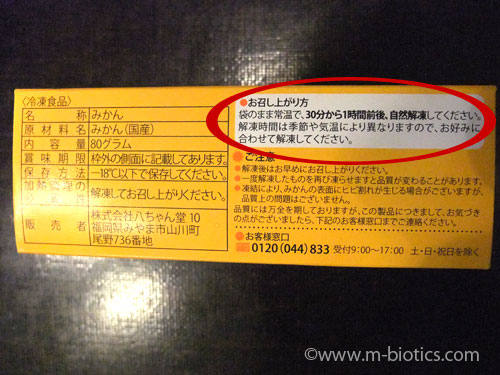 〈冷凍食品〉
名称 みかん
原材料名 みかん(国産)
内容量 80グラム
賞味期限 枠外の側面に記載してあります。
保存方法 －18℃以下で保存してください。
加熱調理の 解凍してお召し上がりください。
販売者 株式会社八ちゃん堂 10
福岡県みやま市山川町
尾野736番地
●お召し上がり方
袋のまま常温で、30分から1時間前後、自然解凍してください。
解凍時間は季節や気温により異なりますので、お好みに
合わせて解凍してください。
●ご注意
●解凍後はお早めにお召し上がりください。
●一度解凍したものを再び凍らせますと品質が変わることがあります。
●凍結により、みかんの表面にヒビ割れが生じる場合がございますが、
品質上の問題はございません。
品質には万全を期しておりますが、この製品につきまして、お気づき
の点がございましたら、下記のお客様窓口までご連絡ください。
●お客様窓口
0120(044)833 受付9:00～17:00 土・日・祝日を除く
©www.m-biotics.com